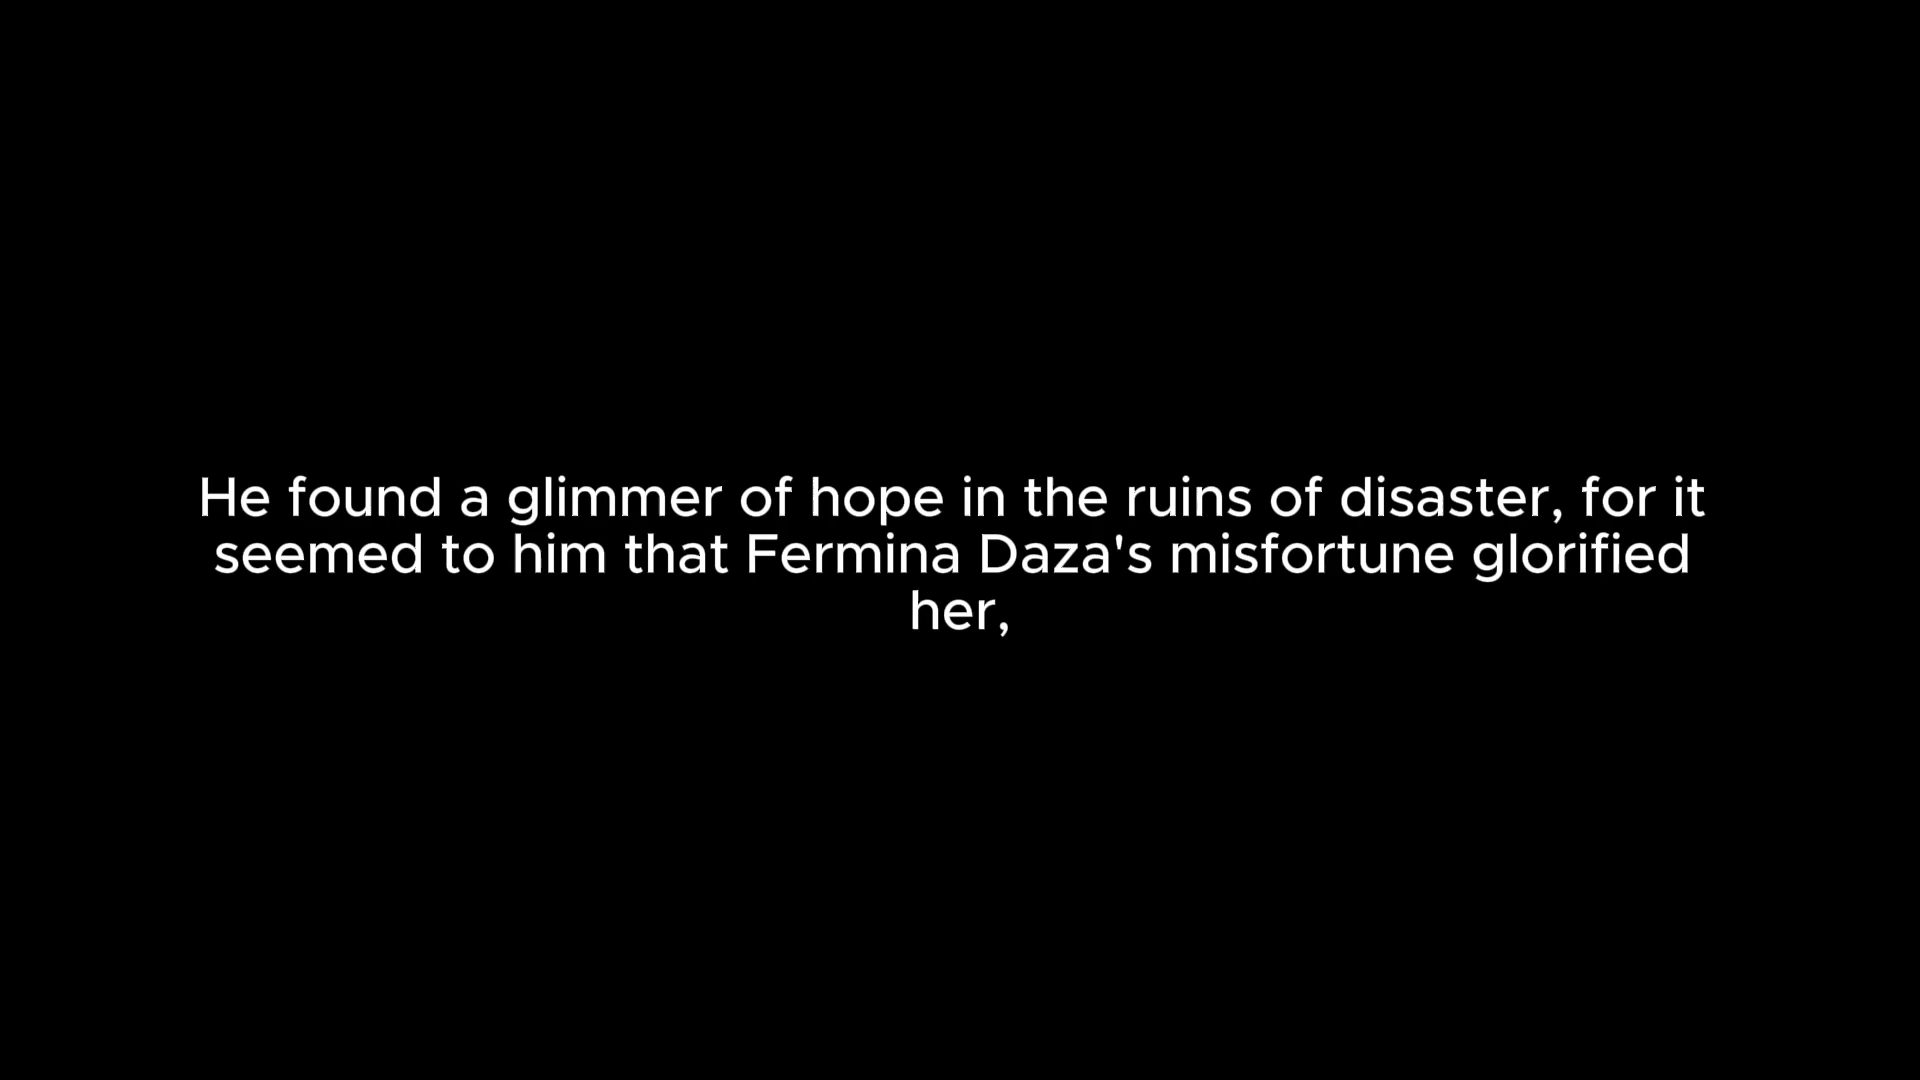 He found a glimmer of hope in the ruins of disaster, for it
seemed to him that Fermina Daza's misfortune glorified
her,